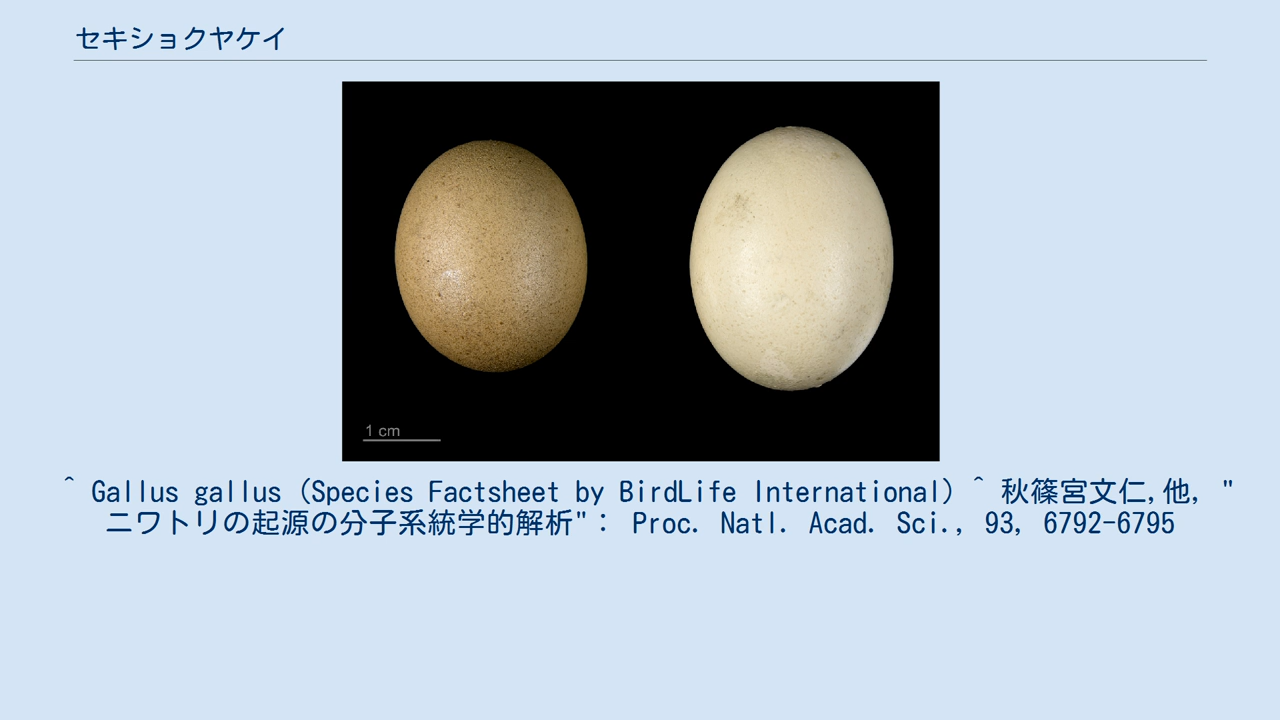 セキショクヤケイ
1 cm
^ Gallus gallus (Species Factsheet by BirdLife International) ^ 秋篠宮文仁,他, "
ニワトリの起源の分子系統学的解析": Proc. Natl. Acad. Sci., 93, 6792-6795